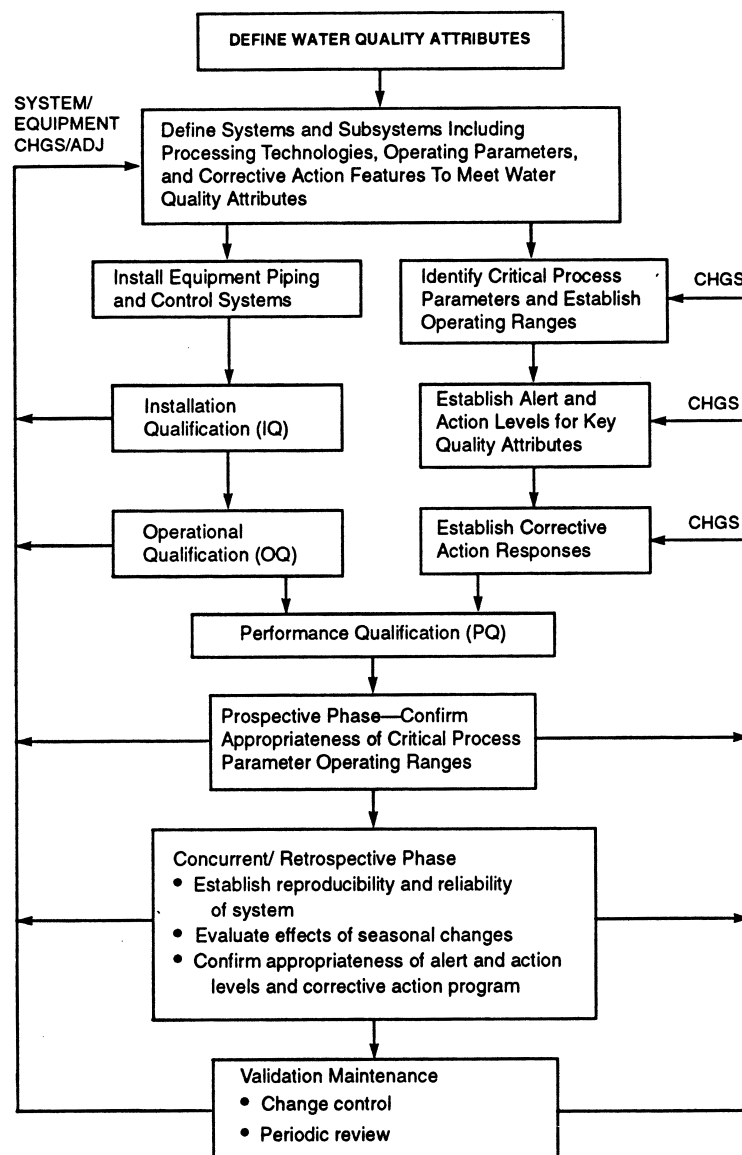 DEFINE WATER QUALITY ATTRIBUTES
SYSTEM/
EQUIPMENT
CHGS/ADJ
Define Systems and Subsystems Including
Processing Technologies, Operating Parameters,
and Corrective Action Features To Meet Water
Quality Attributes
Install Equipment Piping
and Control Systems
Identify Critical Process
Parameters and Establish
Operating Ranges
CHGS
Installation
Qualification (IQ)
Establish Alert and
Action Levels for Key
Quality Attributes
CHGS
Operational
Qualification (OQ)
Establish Corrective
Action Responses
CHGS
Performance Qualification (PQ)
Prospective Phase—Confirm
Appropriateness of Critical Process
Parameter Operating Ranges
Concurrent/ Retrospective Phase
• Establish reproducibility and reliability
of system
• Evaluate effects of seasonal changes
• Confirm appropriateness of alert and action
levels and corrective action program
Validation Maintenance
• Change control
• Periodic review